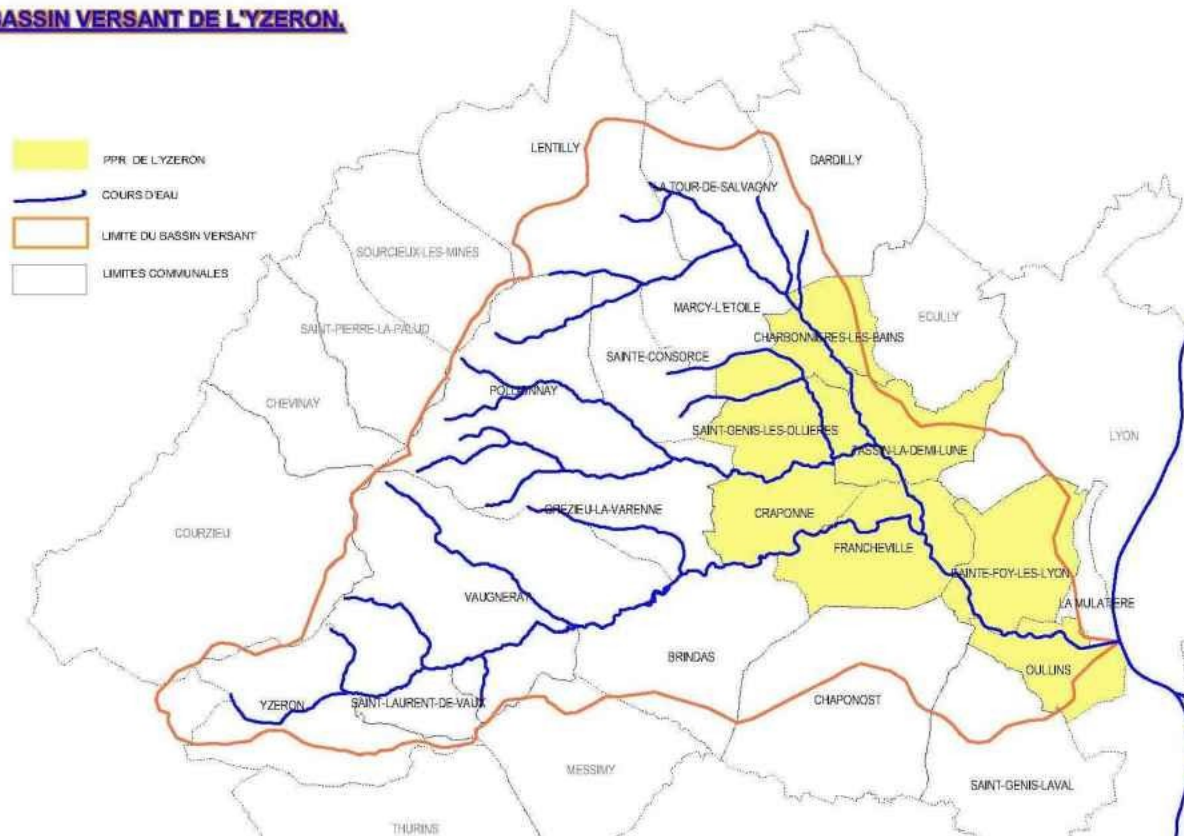 BASSIN VERSANT DE L'YZERON.
PPR DE L'YZERON
COURS D'EAU
LIMITE DU BASSIN VERSANT
LIMITES COMMUNALES
LENTILLY
DARDILLY
LA TOUR-DE-SALVAGNY
SOURCIEUX-LES-MINES
MARCY-L'ETOILE
ECULLY
SAINT-PIERRE-LA-PALUD
CHARBONNIERES-LES-BAINS
SAINTE-CONSORCE
POLLIONNAY
CHEVINAY
SAINT-GENIS-LES-OLLIERES
LYON
TASSIN-LA-DEMI-LUNE
GREZIEU-LA-VARENNE
CRAPONNE
COURZIEU
FRANCHEVILLE
SAINTE-FOY-LES-LYON
VAUGNERAY
LA MULATIERE
BRINDAS
OULLINS
YZERON
SAINT-LAURENT-DE-VAUX
CHAPONOST
MESSIMY
SAINT-GENIS-LAVAL
THURINS